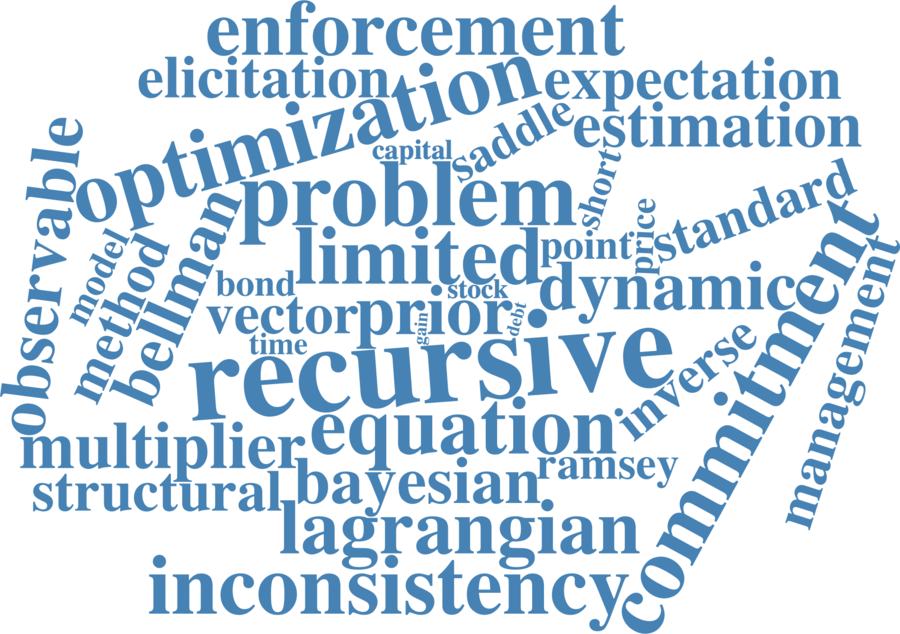 enforcement
elicitation
optimization
expectation
saddle
estimation
observable
capital
problem
short
standard
limited
point
price
commitment
model
method
bellman
bond
stock
dynamic
management
vector
prior
gain
debt
time
recursive
inverse
equation
multiplier
ramsey
structural
bayesian
lagrangian
inconsistency